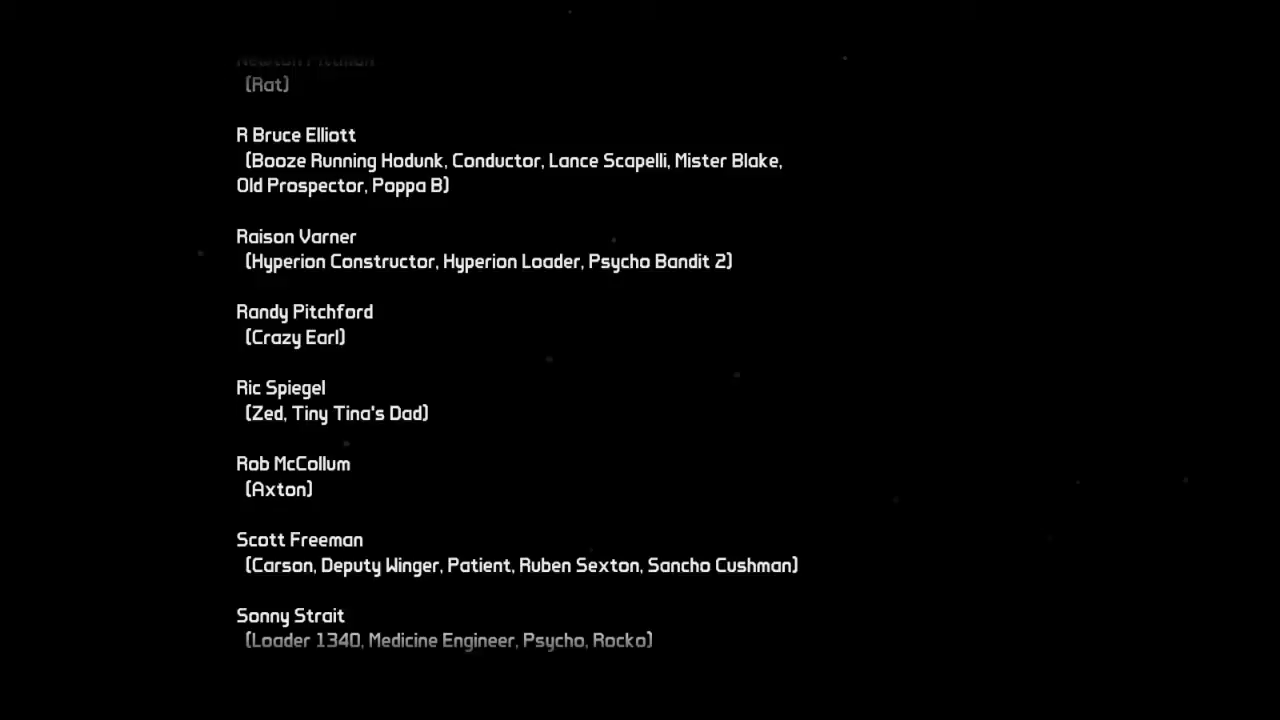 (Rat)
R Bruce Elliott
(Booze Running Hodunk, Conductor, Lance Scapelli, Mister Blake,
Old Prospector, Poppa B)
Raison Varner
(Hyperion Constructor, Hyperion Loader, Psycho Bandit 2)
Randy Pitchford
(Crazy Earl)
Ric Spiegel
(Zed, Tiny Tina's Dad)
Rob McCollum
(Axton)
Scott Freeman
(Carson, Deputy Winger, Patient, Ruben Sexton, Sancho Cushman)
Sonny Strait
(Loader 1340, Medicine Engineer, Psycho, Rocko)